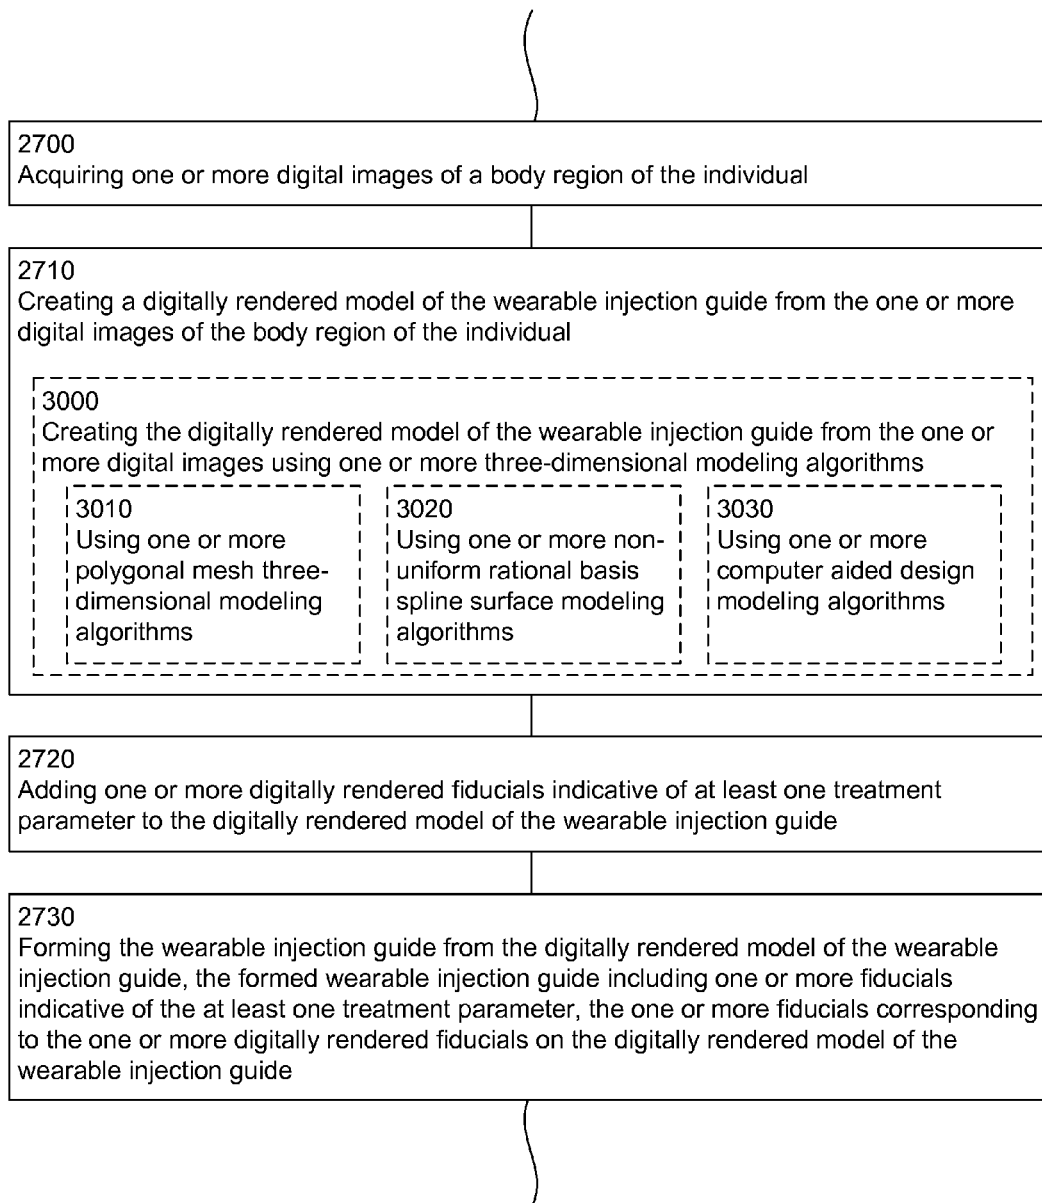 2700
Acquiring one or more digital images of a body region of the individual
2710
Creating a digitally rendered model of the wearable injection guide from the one or more
digital images of the body region of the individual
3000
Creating the digitally rendered model of the wearable injection guide from the one or
more digital images using one or more three-dimensional modeling algorithms
3010
Using one or more
polygonal mesh three-
dimensional modeling
algorithms
3020
Using one or more non-
uniform rational basis
spline surface modeling
algorithms
3030
Using one or more
computer aided design
modeling algorithms
2720
Adding one or more digitally rendered fiducials indicative of at least one treatment
parameter to the digitally rendered model of the wearable injection guide
2730
Forming the wearable injection guide from the digitally rendered model of the wearable
injection guide, the formed wearable injection guide including one or more fiducials
indicative of the at least one treatment parameter, the one or more fiducials corresponding
to the one or more digitally rendered fiducials on the digitally rendered model of the
wearable injection guide